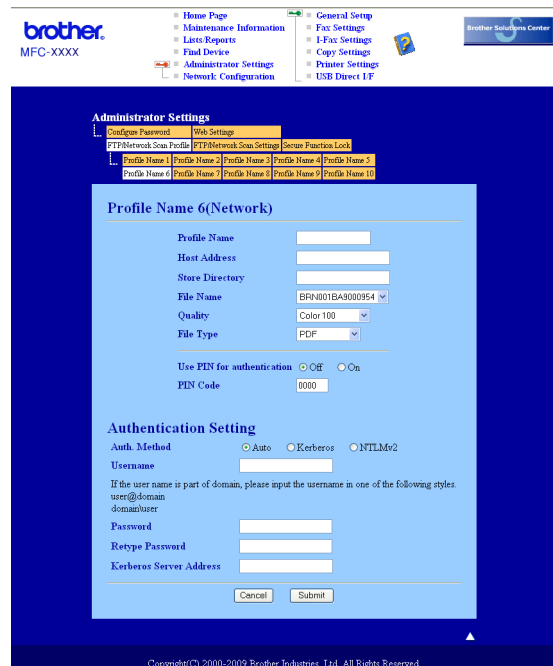 brother®
MFC-XXXX
Home Page
Maintenance Information
Lists/Reports
Find Device
Administrator Settings
Network Configuration
General Setup
Fax Settings
I-Fax Settings
Copy Settings
Printer Settings
USB Direct I/F
Brother Solutions Center
Administrator Settings
Configure Password Web Settings
FTP/Network Scan Profile FTP/Network Scan Settings Secure Function Lock
Profile Name 1 Profile Name 2 Profile Name 3 Profile Name 4 Profile Name 5
Profile Name 6 Profile Name 7 Profile Name 8 Profile Name 9 Profile Name 10
Profile Name 6(Network)
Profile Name
Host Address
Store Directory
File Name BRN001BA9000954
Quality Color 100
File Type PDF
Use PIN for authentication Off On
PIN Code 0000
Authentication Setting
Auth. Method Auto Kerberos NTLMv2
Username
If the user name is part of domain, please input the username in one of the following styles.
user@domain
domain\user
Password
Retype Password
Kerberos Server Address
Cancel Submit
Copyright(C) 2000-2009 Brother Industries, Ltd. All Rights Reserved.